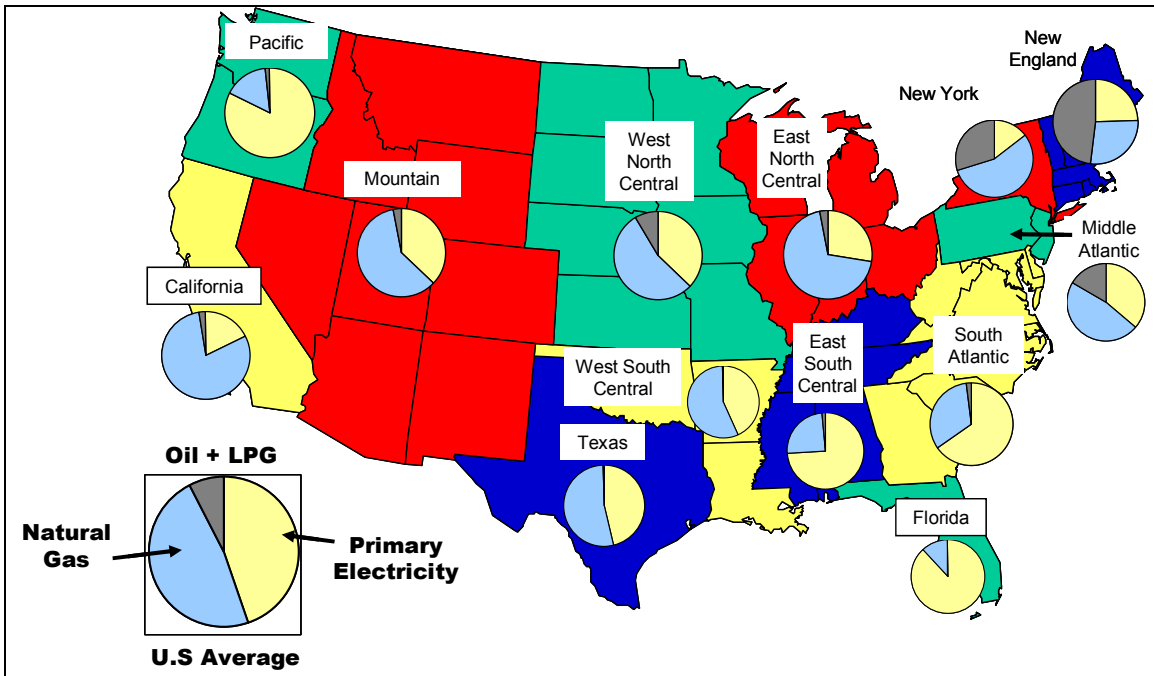 Pacific
New
England
New York
West
North
Central
East
North
Central
Mountain
Middle
Atlantic
California
South
Atlantic
East
South
Central
West South
Central
Texas
Oil + LPG
Natural
Gas
Primary
Electricity
Florida
U.S Average